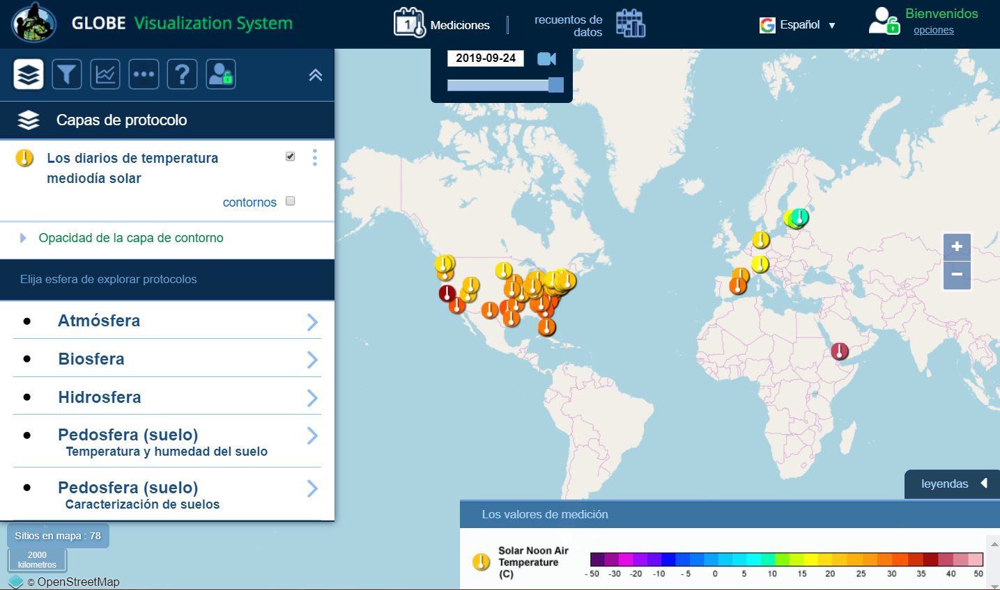 GLOBE Visualization System
1
Mediciones
recuentos de
datos
G Español ▼
Bienvenidos
opciones
2019-09-24
?
Capas de protocolo
Los diarios de temperatura
mediodía solar
contornos
Opacidad de la capa de contorno
Elija esfera de explorar protocolos
• Atmósfera
• Biosfera
• Hidrosfera
• Pedosfera (suelo)
Temperatura y humedad del suelo
• Pedosfera (suelo)
Caracterización de suelos
+
−
leyendas
Sitios en mapa : 78
2000
kilometros
© OpenStreetMap
Los valores de medición
Solar Noon Air
Temperature
(C)
- 50 -30 -20 -10 - 5 0 5 10 15 20 25 30 35 40 50